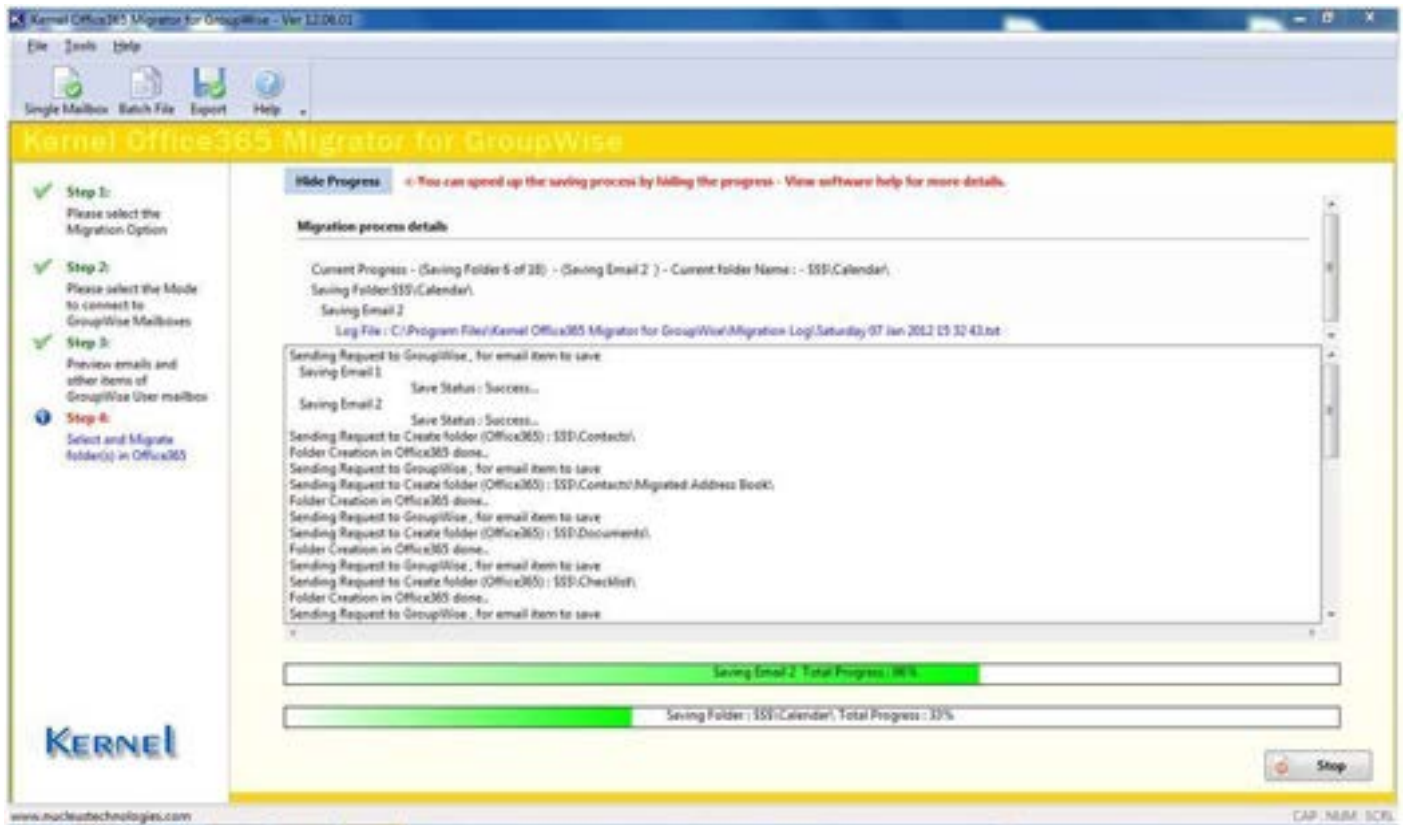 Kernel Office365 Migrator for GroupWise - Ver 12.06.01
File Tools Help
Single Mailbox Batch File Export Help
Kernel Office365 Migrator for GroupWise
Hide Progress <- You can speed up the saving process by hiding the progress - View software help for more details.
Step 1:
Please select the
Migration Option
Step 2:
Please select the Mode
to connect to
GroupWise Mailboxes
Step 3:
Preview emails and
other items of
GroupWise User mailbox
Step 4:
Select and Migrate
folder(s) in Office365
Migration process details
Current Progress - (Saving Folder 6 of 18) - (Saving Email 2 ) - Current folder Name : - SSS\Calendar\
Saving Folder:SSS\Calendar\
Saving Email 2
Log File : C:\Program Files\Kernel Office365 Migrator for GroupWise\Migration Log\Saturday 07 Jan 2012 15 32 43.txt
Sending Request to GroupWise , for email item to save
Saving Email 1
Save Status : Success...
Saving Email 2
Save Status : Success...
Sending Request to Create folder (Office365) : SSS\Contacts\
Folder Creation in Office365 done..
Sending Request to GroupWise , for email item to save
Sending Request to Create folder (Office365) : SSS\Contacts\Migrated Address Book\
Folder Creation in Office365 done..
Sending Request to GroupWise , for email item to save
Sending Request to Create folder (Office365) : SSS\Documents\
Folder Creation in Office365 done..
Sending Request to GroupWise , for email item to save
Sending Request to Create folder (Office365) : SSS\Checklist\
Folder Creation in Office365 done..
Sending Request to GroupWise , for email item to save
Saving Email 2 Total Progress : 66%
Saving Folder : SSS\Calendar\ Total Progress : 33%
KERNEL
Stop
www.nucleustechnologies.com
CAP NUM SCRL